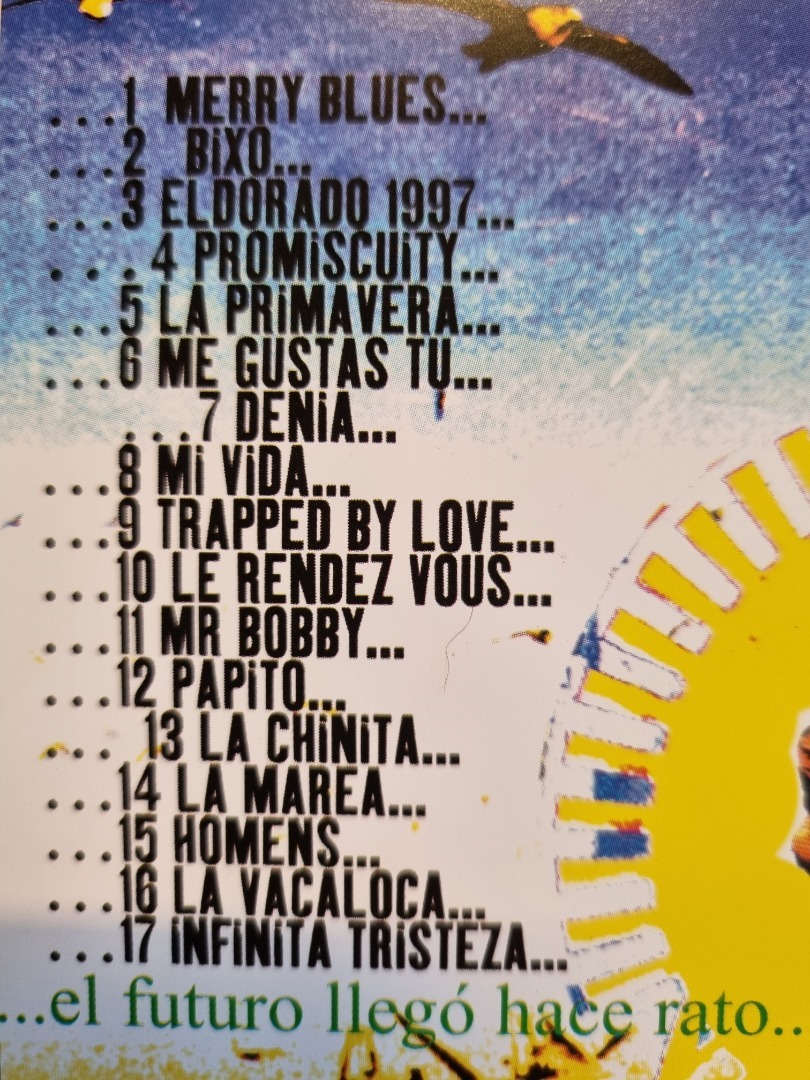 ...1 MERRY BLUES...
...2 BiXO...
...3 ELDORADO 1997...
...4 PROMiSCUiTY...
...5 LA PRiMAVERA...
...6 ME GUSTAS TU...
...7 DENiA...
...8 Mi ViDA...
...9 TRAPPED BY LOVE...
...10 LE RENDEZ VOUS...
...11 MR BOBBY...
...12 PAPiTO...
... 13 LA CHiNiTA...
...14 LA MAREA...
...15 HOMENS...
...16 LA VACALOCA...
...17 iNFiNiTA TRiSTEZA...
...el futuro llegó hace rato...